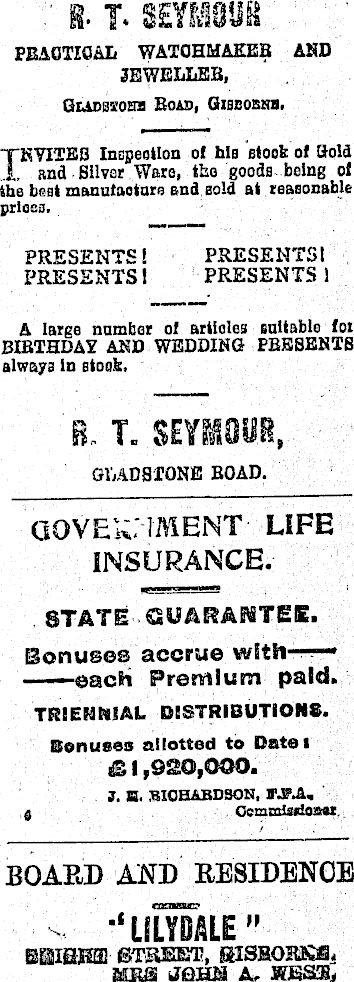 R. T. SEYMOUR
PRACTICAL WATCHMAKER AND
JEWELLER,
GLADSTONE ROAD, GISBORNE.
INVITES Inspection of his stock of Gold
and Silver Ware, the goods being of
the best manufacture and sold at reasonable
prices.
PRESENTS! PRESENTS!
PRESENTS! PRESENTS!
A large number of articles suitable for
BIRTHDAY AND WEDDING PRESENTS
always in stock.
R. T. SEYMOUR,
GLADSTONE ROAD.
GOVERNMENT LIFE
INSURANCE.
STATE GUARANTEE.
Bonuses accrue with——
——each Premium paid.
TRIENNIAL DISTRIBUTIONS.
Bonuses allotted to Date:
£1,920,000.
J. H. RICHARDSON, F.F.A.,
6 Commissioner
BOARD AND RESIDENCE
"LILYDALE"
BRIGHT STREET, GISBORNE.
MRS JOHN A. WEST,